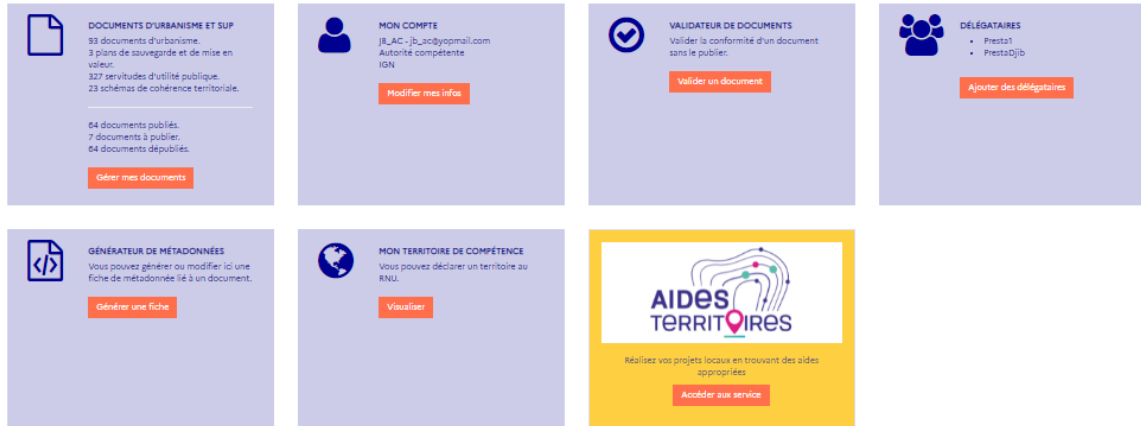 DOCUMENTS D'URBANISME ET SUP
93 documents d'urbanisme.
3 plans de sauvegarde et de mise en
valeur.
327 servitudes d'utilité publique.
23 schémas de cohérence territoriale.
64 documents publiés.
7 documents à publier.
64 documents dépubliés.
Gérer mes documents
MON COMPTE
JB_AC - jb_ac@yopmail.com
Autorité compétente
IGN
Modifier mes infos
VALIDATEUR DE DOCUMENTS
Valider la conformité d'un document
sans le publier.
Valider un document
DÉLÉGATAIRES
Presta1
PrestaDjib
Ajouter des délégataires
GÉNÉRATEUR DE MÉTADONNÉES
Vous pouvez générer ou modifier ici une
fiche de métadonnée lié à un document.
Générer une fiche
MON TERRITOIRE DE COMPÉTENCE
Vous pouvez déclarer un territoire au
RNU.
Visualiser
AIDES
TERRITOIRES
Réalisez vos projets locaux en trouvant des aides
appropriées
Accéder aux service